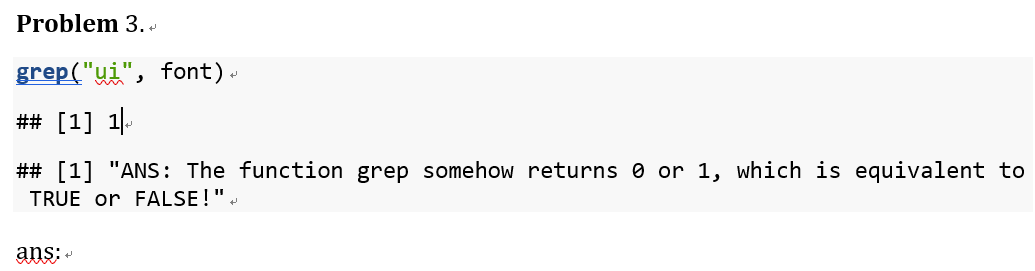 Problem 3.
grep("ui", font)
## [1] 1
## [1] "ANS: The function grep somehow returns 0 or 1, which is equivalent to
TRUE or FALSE!"
ans: